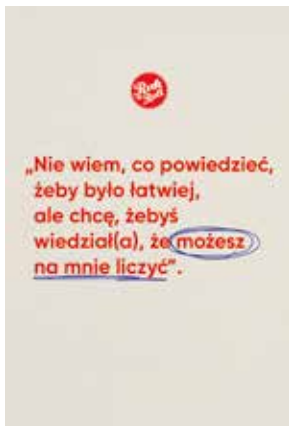 „Nie wiem, co powiedzieć,
żeby było łatwiej,
ale chcę, żebyś
wiedział(a), że możesz
na mnie liczyć”.